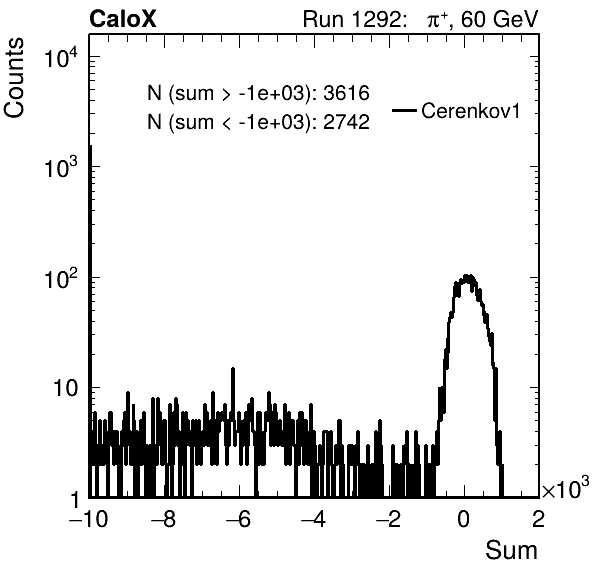 CaloX Run 1292: π⁺, 60 GeV
Counts
N (sum > -1e+03): 3616
N (sum < -1e+03): 2742
Cerenkov1
10⁴
10³
10²
10
1
−10 −8 −6 −4 −2 0 2
×10³
Sum